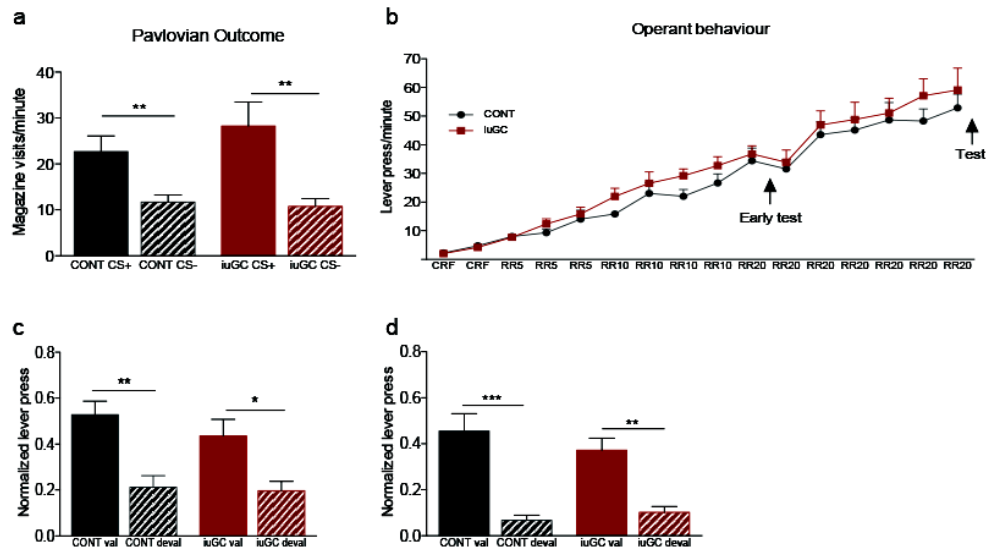 a
Pavlovian Outcome
Magazine visits/minute
40
30
20
10
0
**
**
CONT CS+ CONT CS- iuGC CS+ iuGC CS-
b
Operant behaviour
Lever press/minute
70
60
50
40
30
20
10
CONT
iuGC
Early test
Test
CRF CRF RR5 RR5 RR5 RR10 RR10 RR10 RR10 RR20 RR20 RR20 RR20 RR20 RR20 RR20
c
Normalized lever press
0.8
0.6
0.4
0.2
0.0
**
*
CONT val CONT deval iuGC val iuGC deval
d
Normalized lever press
0.8
0.6
0.4
0.2
0.0
***
**
CONT val CONT deval iuGC val iuGC deval